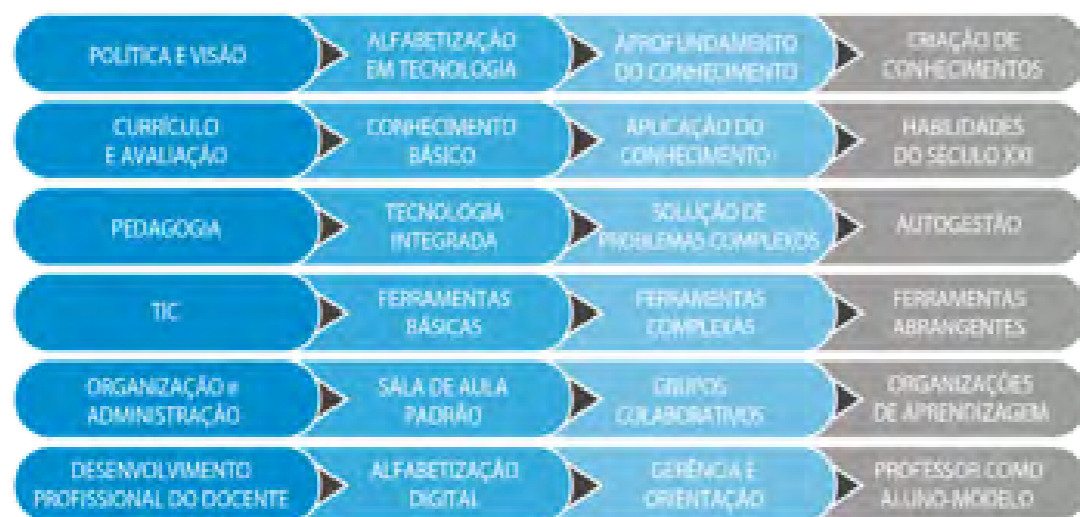 POLÍTICA E VISÃO
ALFABETIZAÇÃO
EM TECNOLOGIA
APROFUNDAMENTO
DO CONHECIMENTO
CRIAÇÃO DE
CONHECIMENTOS
CURRÍCULO
E AVALIAÇÃO
CONHECIMENTO
BÁSICO
APLICAÇÃO DO
CONHECIMENTO
HABILIDADES
DO SÉCULO XXI
PEDAGOGIA
TECNOLOGIA
INTEGRADA
SOLUÇÃO DE
PROBLEMAS COMPLEXOS
AUTOGESTÃO
TIC
FERRAMENTAS
BÁSICAS
FERRAMENTAS
COMPLEXAS
FERRAMENTAS
ABRANGENTES
ORGANIZAÇÃO e
ADMINISTRAÇÃO
SALA DE AULA
PADRÃO
GRUPOS
COLABORATIVOS
ORGANIZAÇÕES
DE APRENDIZAGEM
DESENVOLVIMENTO
PROFISSIONAL DO DOCENTE
ALFABETIZAÇÃO
DIGITAL
GERÊNCIA E
ORIENTAÇÃO
PROFESSOR COMO
ALUNO-MODELO